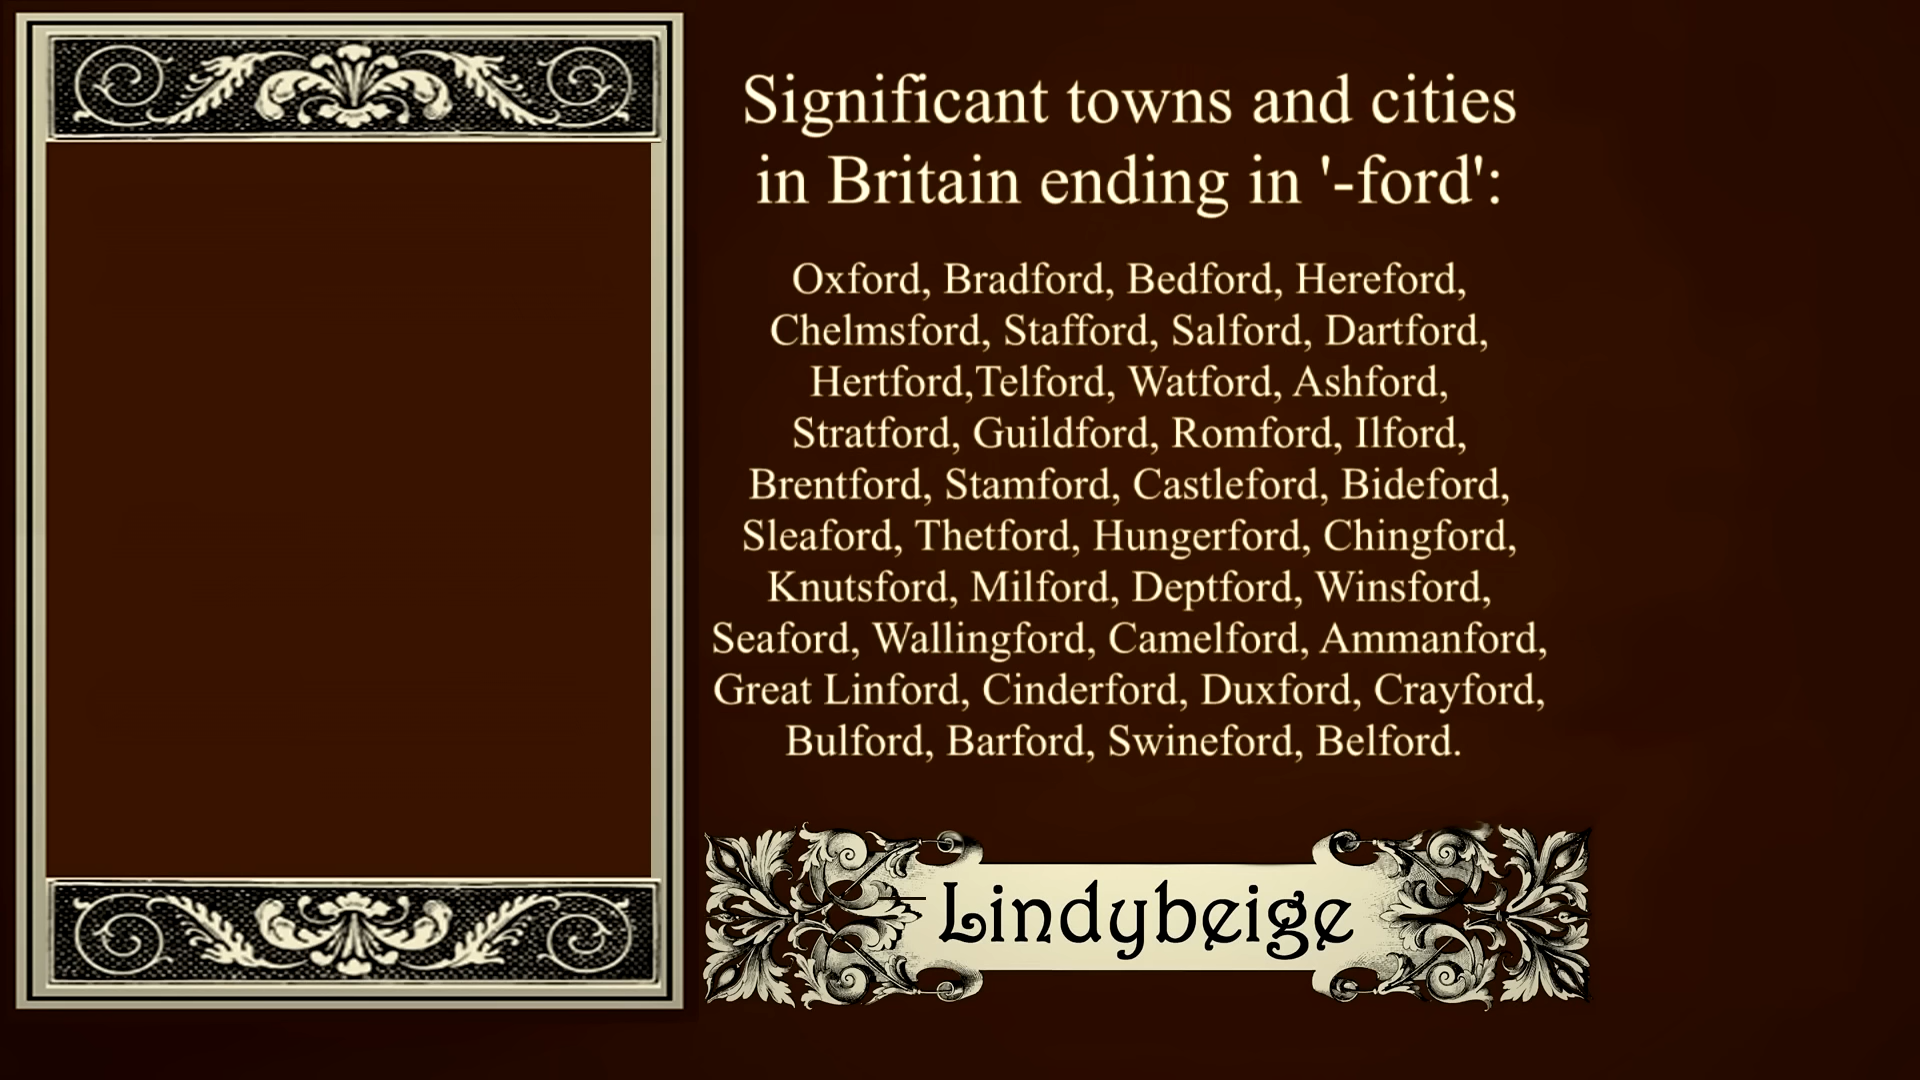 Significant towns and cities
in Britain ending in '-ford':
Oxford, Bradford, Bedford, Hereford,
Chelmsford, Stafford, Salford, Dartford,
Hertford,Telford, Watford, Ashford,
Stratford, Guildford, Romford, Ilford,
Brentford, Stamford, Castleford, Bideford,
Sleaford, Thetford, Hungerford, Chingford,
Knutsford, Milford, Deptford, Winsford,
Seaford, Wallingford, Camelford, Ammanford,
Great Linford, Cinderford, Duxford, Crayford,
Bulford, Barford, Swineford, Belford.
Lindybeige